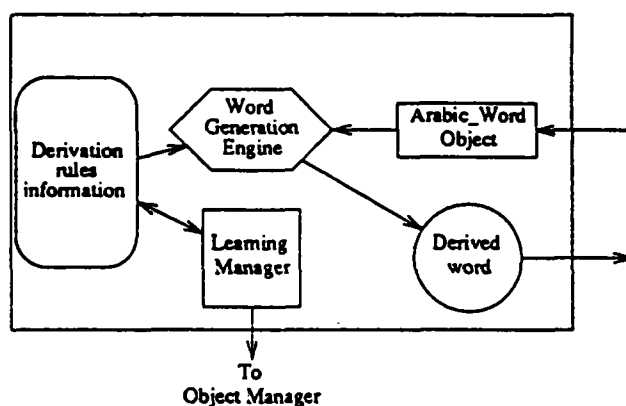 Derivation
rules
information
Word
Generation
Engine
Arabic_Word
Object
Learning
Manager
Derived
word
To
Object Manager